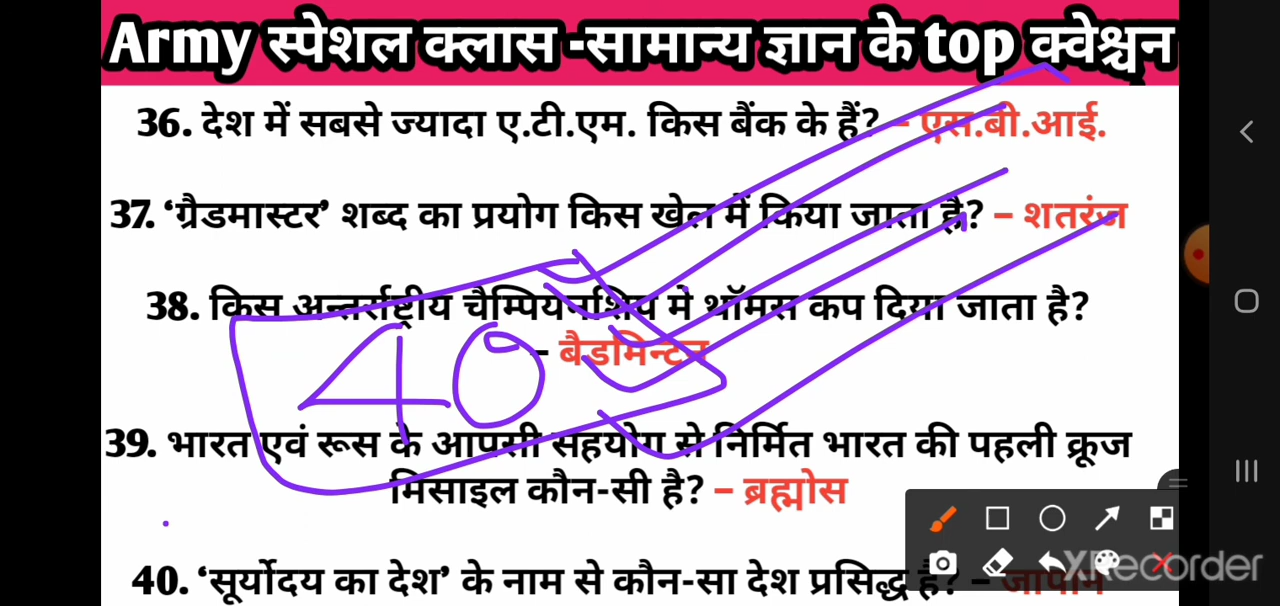 Army स्पेशल क्लास -सामान्य ज्ञान के top क्वेश्चन
36. देश में सबसे ज्यादा ए.टी.एम. किस बैंक के हैं? – एस.बी.आई.
37. ‘ग्रैडमास्टर’ शब्द का प्रयोग किस खेल में किया जाता है? – शतरंज
38. किस अन्तर्राष्ट्रीय चैम्पियनशिप मे थॉमस कप दिया जाता है?
– बैडमिन्टन
40
39. भारत एवं रूस के आपसी सहयोग से निर्मित भारत की पहली क्रूज
मिसाइल कौन-सी है? – ब्रह्मोस
40. ‘सूर्योदय का देश’ के नाम से कौन-सा देश प्रसिद्ध है? – जापान
XRecorder